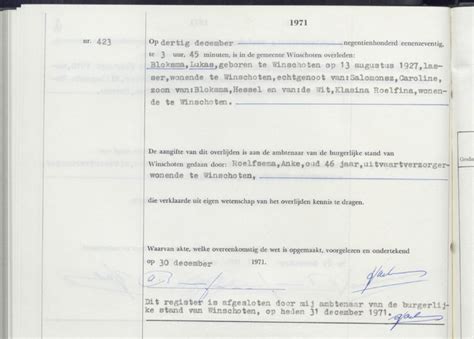 1971
nr. 423
Op dertig december negentienhonderd eenenzeventig,
te 3 uur, 45 minuten, is in de gemeente Winschoten overleden:
Bloksma, Lukas, geboren te Winschoten op 13 augustus 1927, las-
ser, wonende te Winschoten, echtgenoot van: Salomonsz, Caroline,
zoon van: Bloksma, Hessel en van: de Wit, Klasina Roelfina, wonen-
de te Winschoten.
De aangifte van dit overlijden is aan de ambtenaar van de burgerlijke stand van
Winschoten gedaan door: Roelfsema, Anke, oud 46 jaar, uitvaartverzorger
wonende te Winschoten,
die verklaarde uit eigen wetenschap van het overlijden kennis te dragen.
Waarvan akte, welke overeenkomstig de wet is opgemaakt, voorgelezen en ondertekend
op 30 december 1971.
Dit register is afgesloten door mij ambtenaar van de burgerlij-
ke stand van Winschoten, op heden 31 december 1971.